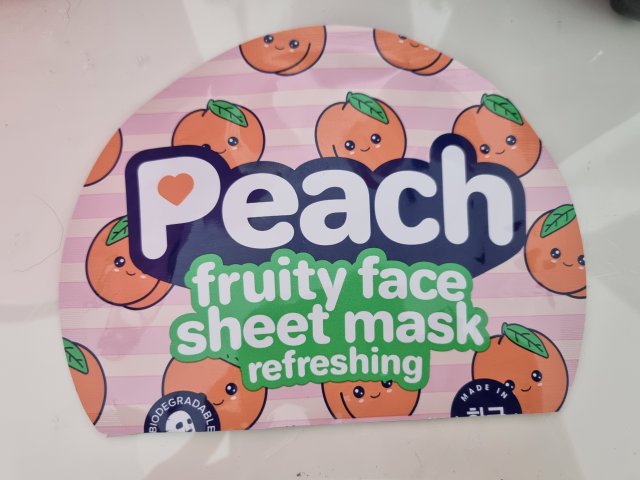 Peach
fruity face
sheet mask
refreshing
BIODEGRADABLE
MADE IN